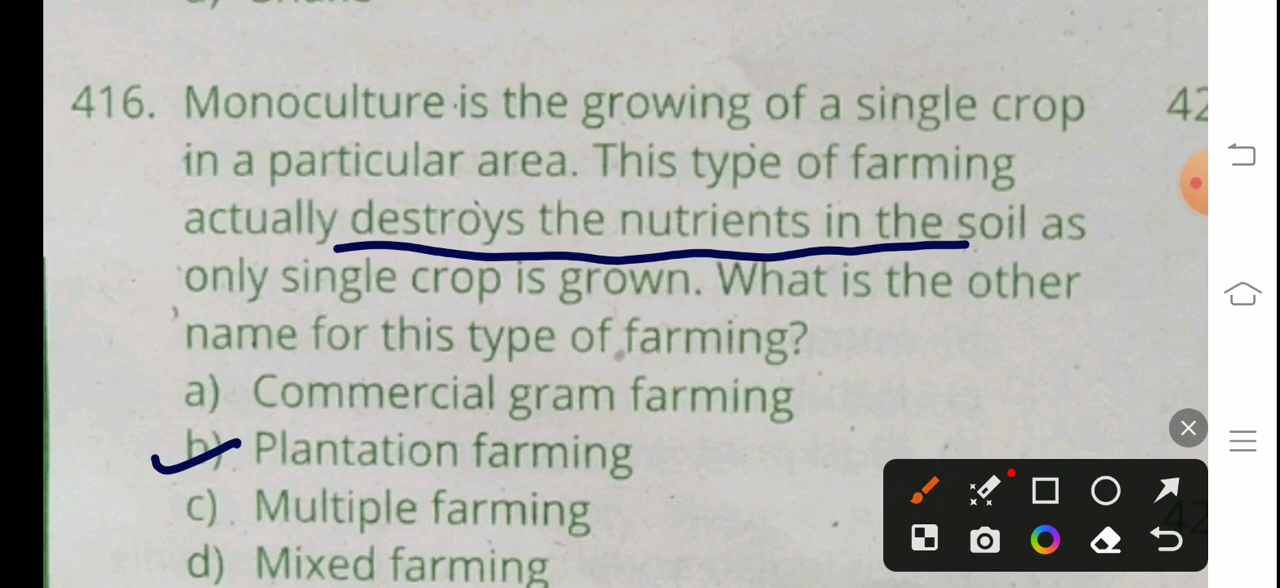 416. Monoculture is the growing of a single crop 42
in a particular area. This type of farming
actually destroys the nutrients in the soil as
only single crop is grown. What is the other
name for this type of farming?
a) Commercial gram farming
b) Plantation farming
c) Multiple farming
d) Mixed farming